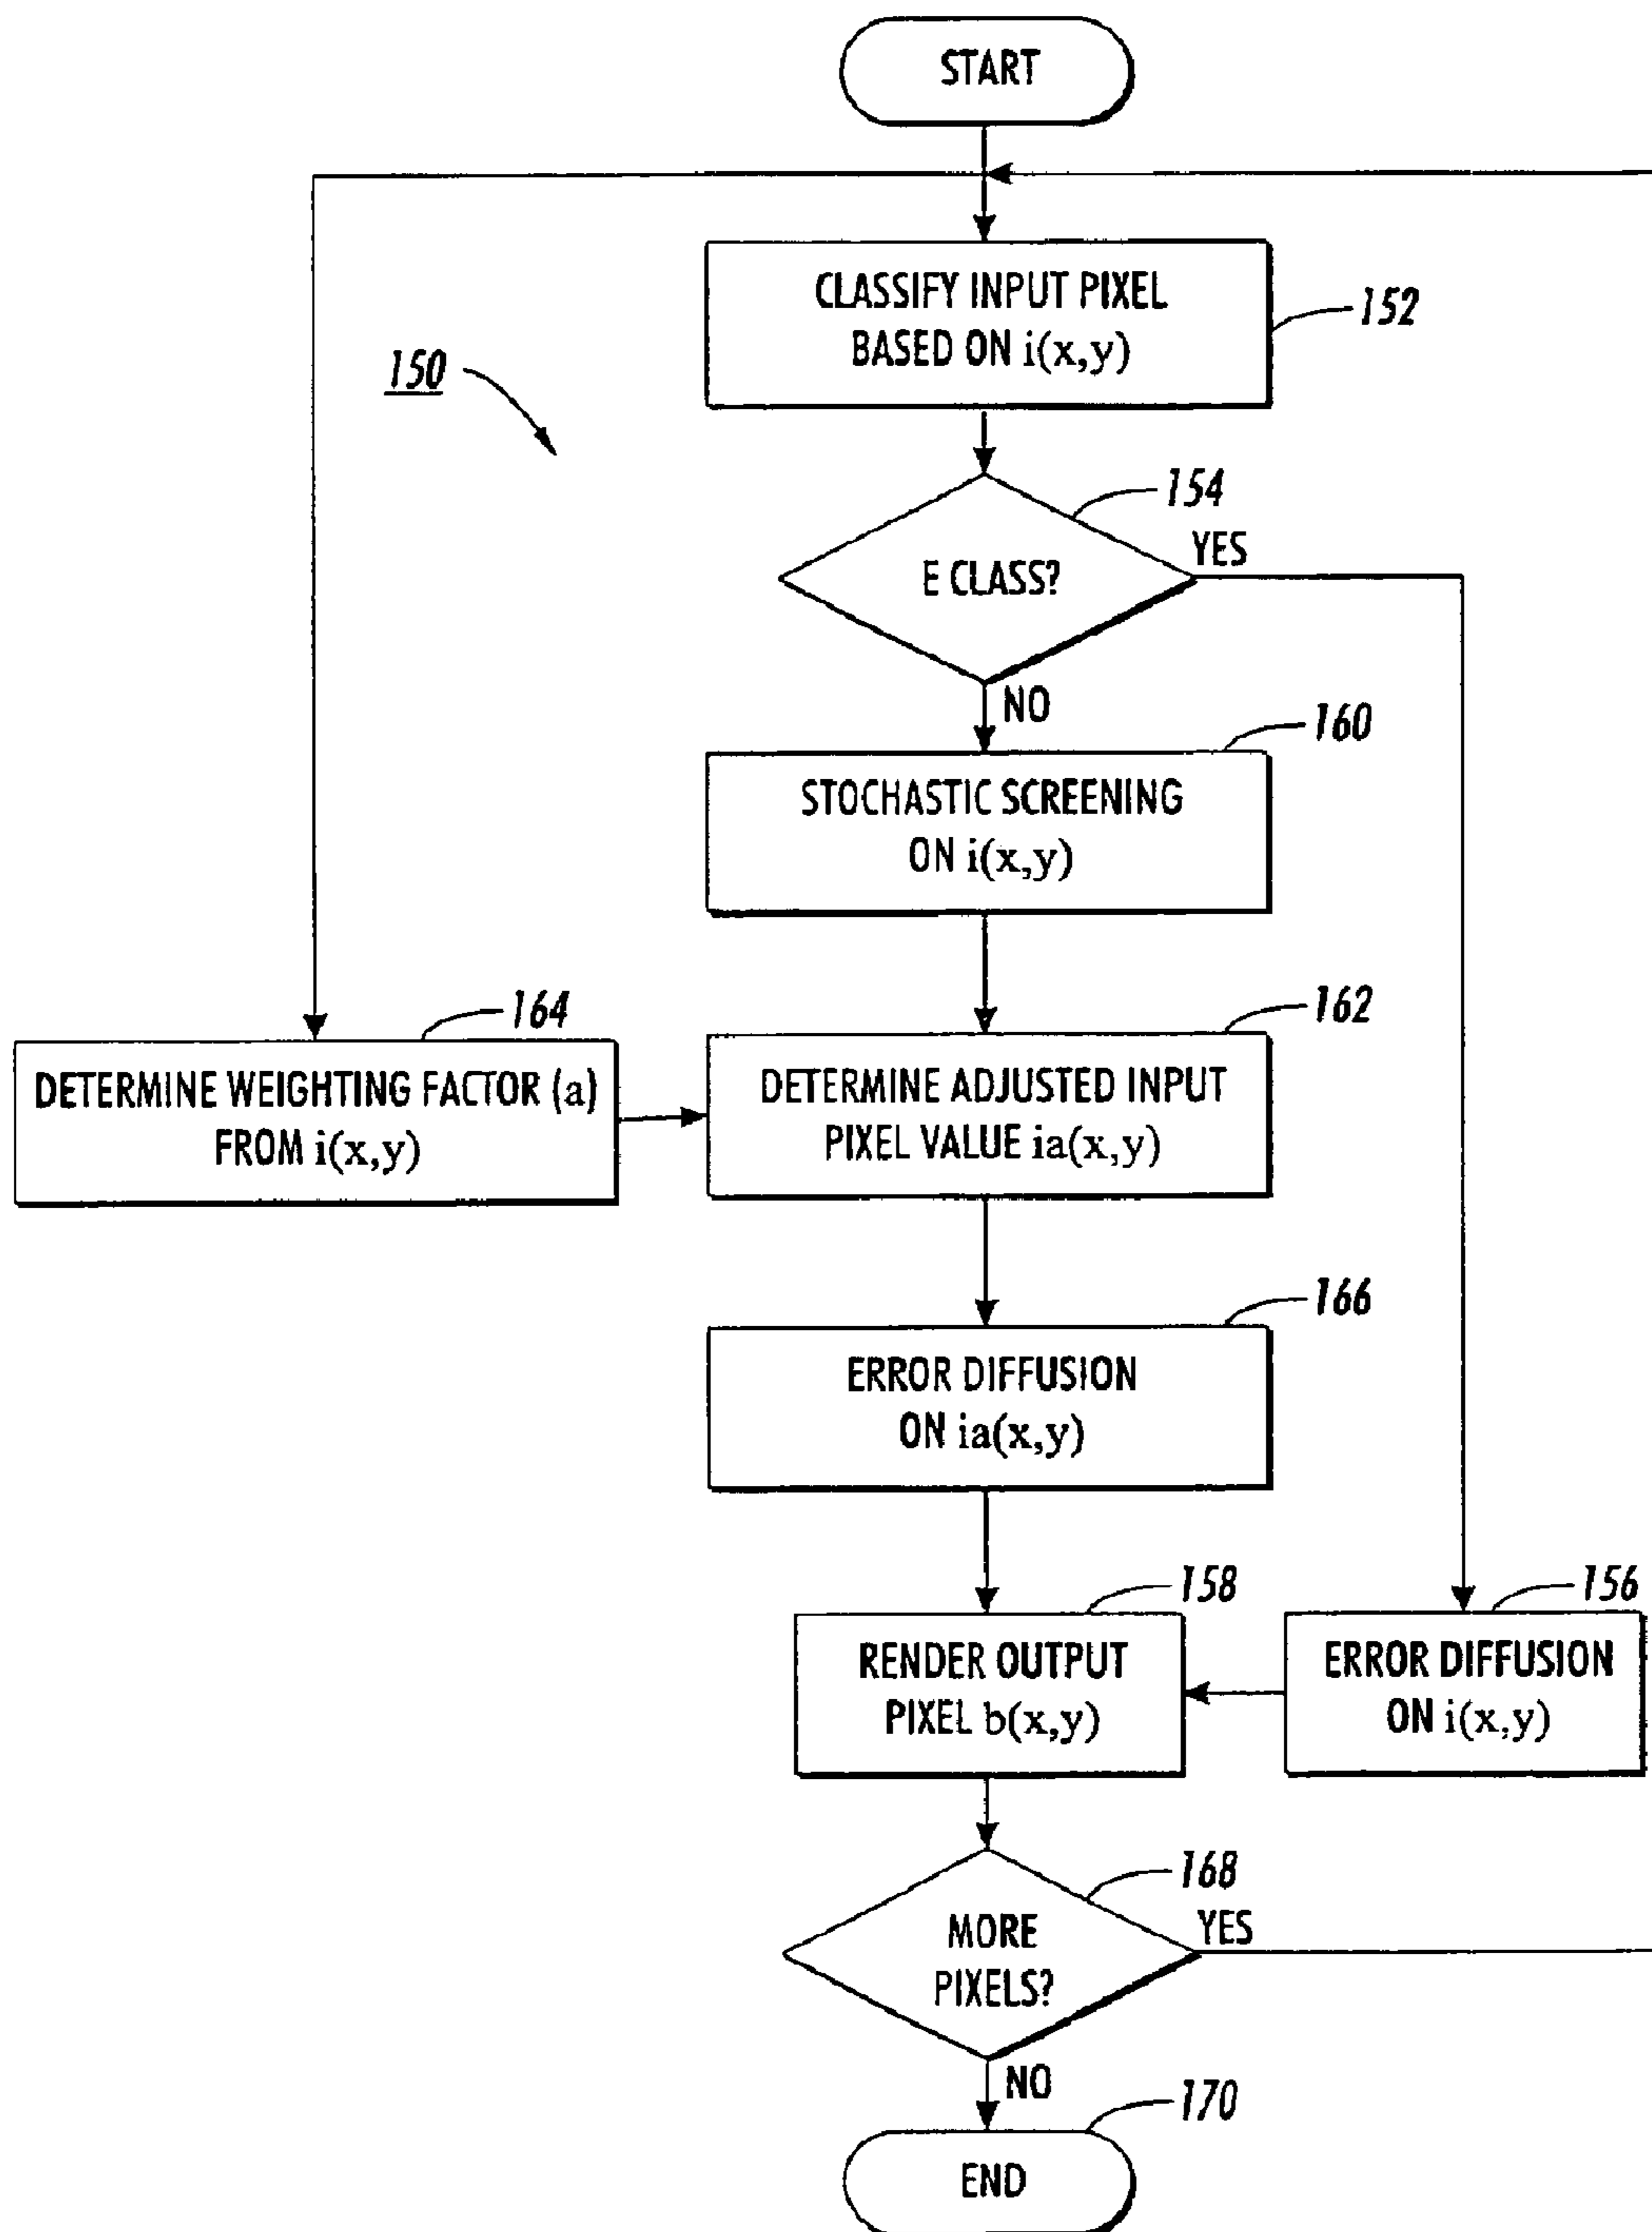 START
CLASSIFY INPUT PIXEL
BASED ON i(x,y)
152
150
154
E CLASS?
YES
NO
160
STOCHASTIC SCREENING
ON i(x,y)
164
DETERMINE WEIGHTING FACTOR (a)
FROM i(x,y)
162
DETERMINE ADJUSTED INPUT
PIXEL VALUE ia(x,y)
166
ERROR DIFFUSION
ON ia(x,y)
158
RENDER OUTPUT
PIXEL b(x,y)
156
ERROR DIFFUSION
ON i(x,y)
168
MORE
PIXELS?
YES
NO
170
END